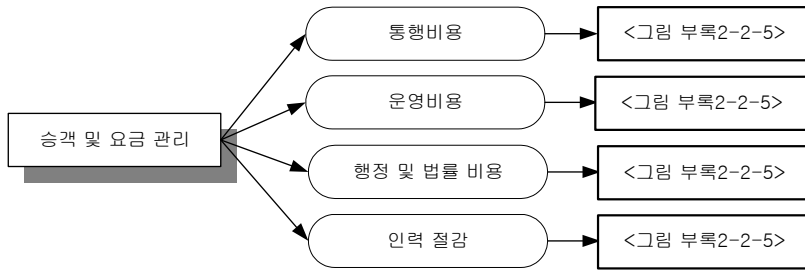 통행비용
<그림 부록2-2-5>
운영비용
<그림 부록2-2-5>
승객 및 요금 관리
행정 및 법률 비용
<그림 부록2-2-5>
인력 절감
<그림 부록2-2-5>